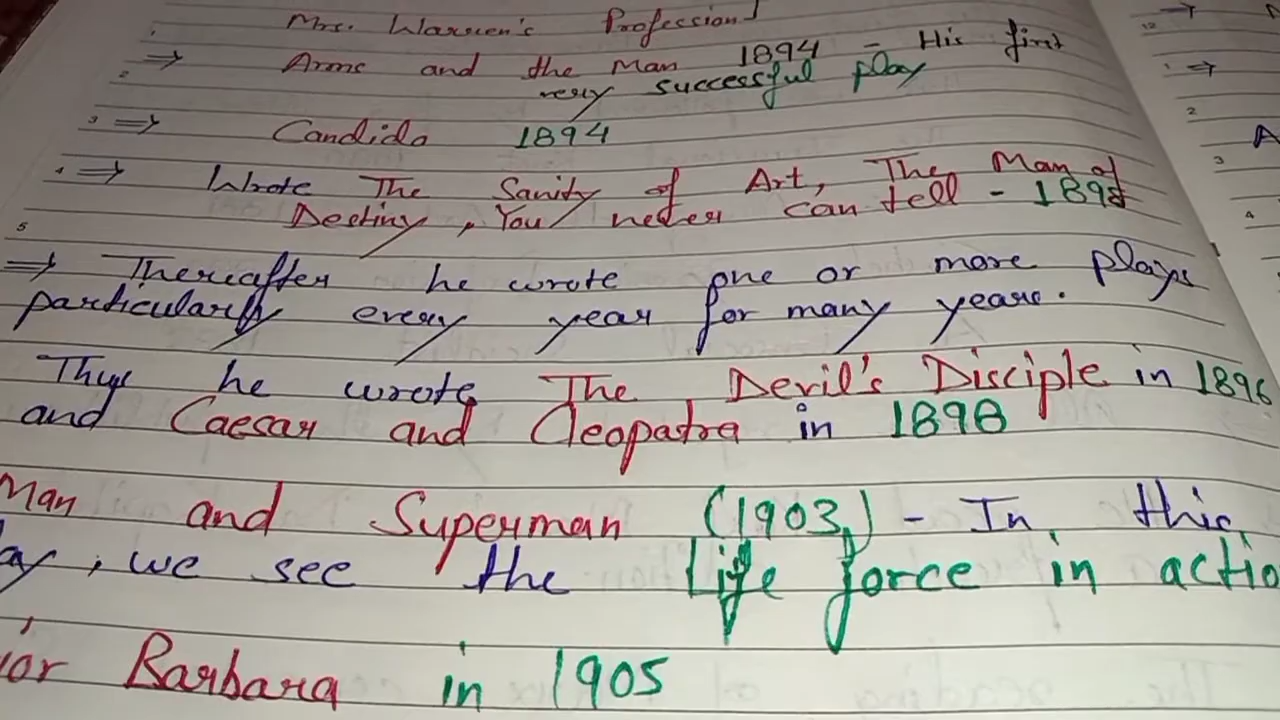 Mrs. Warren's Profession
⇒ Arms and the Man 1894 - His first
very successful play
⇒ Candida 1894
⇒ Wrote The Sanity of Art, The Man of
Destiny, You never can tell - 1898
⇒ Thereafter he wrote one or more plays
particularly every year for many years.
Thus he wrote The Devil's Disciple in 1896
and Caesar and Cleopatra in 1898
Man and Superman (1903) - In this
ay, we see the Life force in actio
ior Barbara in 1905